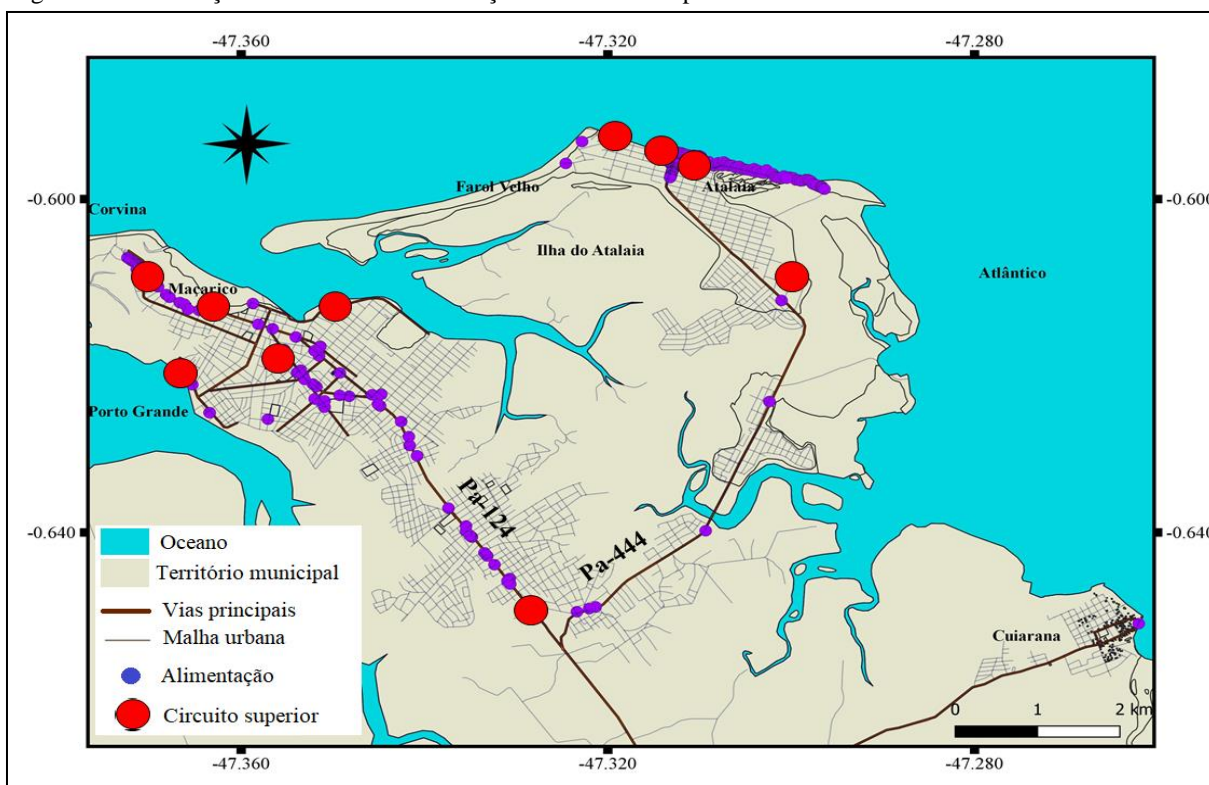 -47.360 -47.320 -47.280
Farol Velho
Atalaia
-0.600 -0.600
Corvina
Ilha do Atalaia
Atlântico
Maçarico
Porto Grande
Pa-124
-0.640 -0.640
Pa-444
Oceano
Território municipal
Vias principais
Malha urbana
Alimentação
Circuito superior
Cuiarana
0 1 2 km
-47.360 -47.320 -47.280